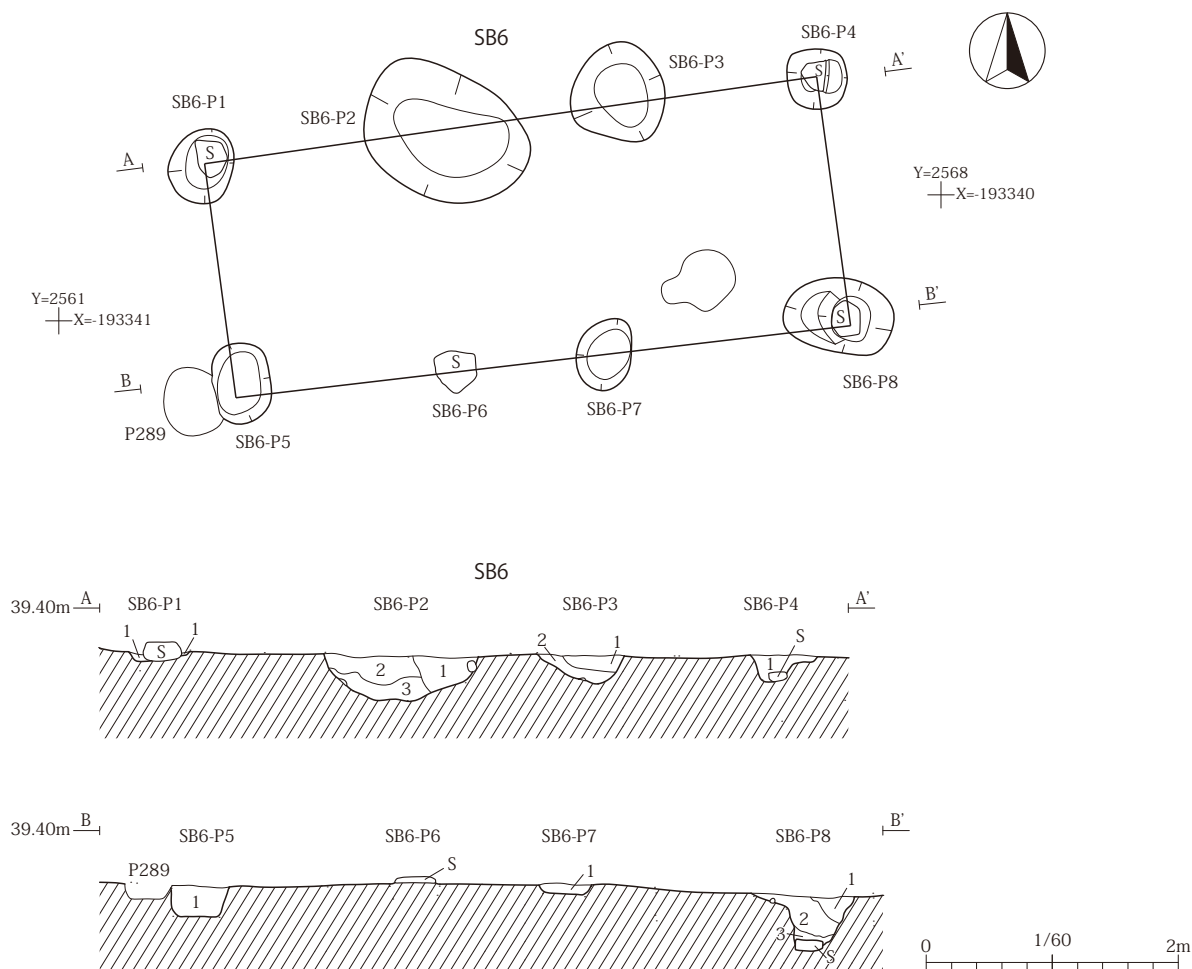 SB6
SB6-P4
A'
SB6-P3
SB6-P1
SB6-P2
S
S
A
Y=2568
X=-193340
B'
Y=2561
X=-193341
S
B
S
SB6-P8
SB6-P6
SB6-P7
P289
SB6-P5
SB6
39.40m
A
SB6-P1
SB6-P2
SB6-P3
SB6-P4
A'
1
S
1
2
3
1
2
1
1
S
39.40m
B
SB6-P5
SB6-P6
SB6-P7
SB6-P8
B'
P289
1
S
1
1
2
3
S
0
1/60
2m